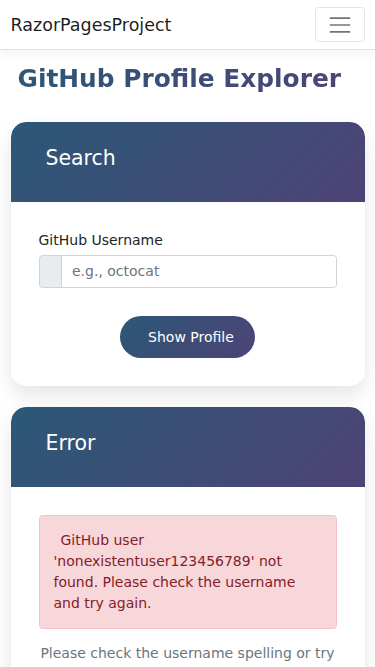 RazorPagesProject
GitHub Profile Explorer
Search
GitHub Username
e.g., octocat
Show Profile
Error
GitHub user
'nonexistentuser123456789' not
found. Please check the username
and try again.
Please check the username spelling or try